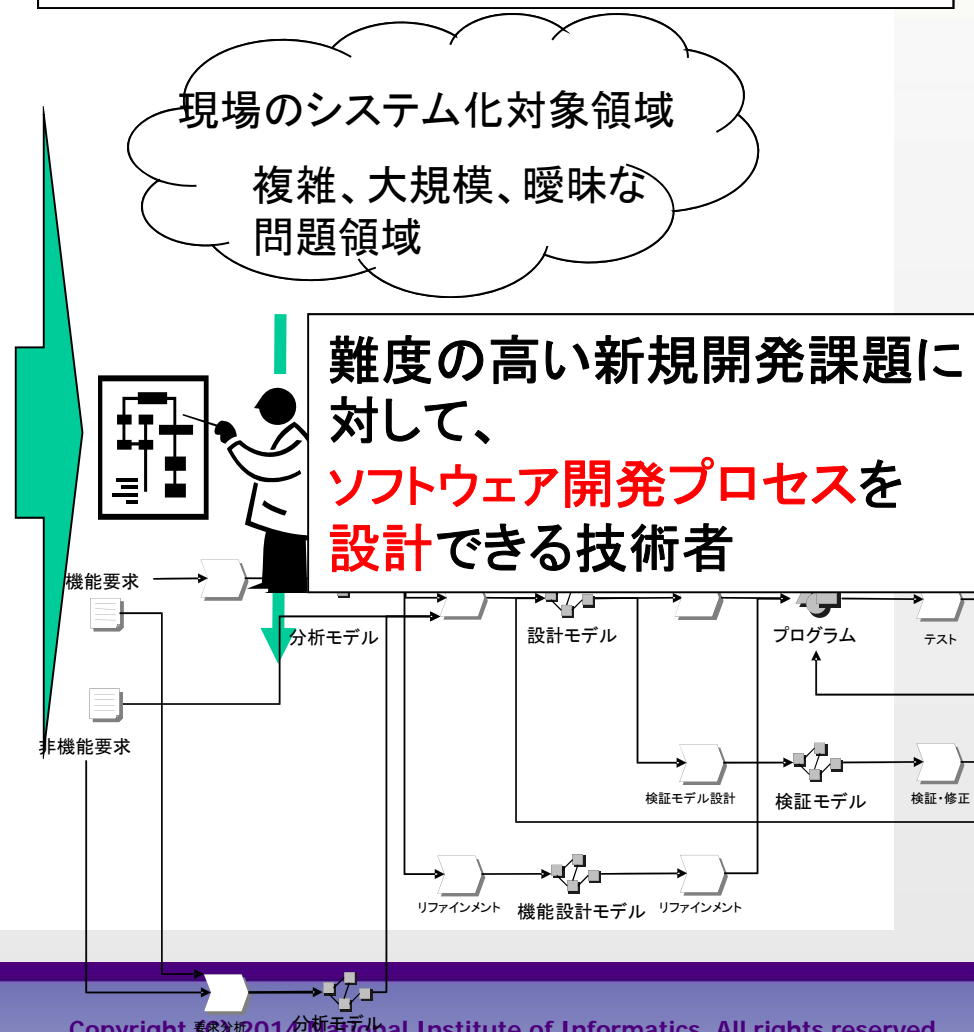 現場のシステム化対象領域
複雑、大規模、曖昧な
問題領域
難度の高い新規開発課題に
対して、
ソフトウェア開発プロセスを
設計できる技術者
機能要求
分析モデル
設計モデル
プログラム
テスト
非機能要求
検証モデル設計
検証モデル
検証・修正
リファインメント
機能設計モデル
リファインメント
要求分析
分析モデル
Copyright 2014 National Institute of Informatics. All rights reserved